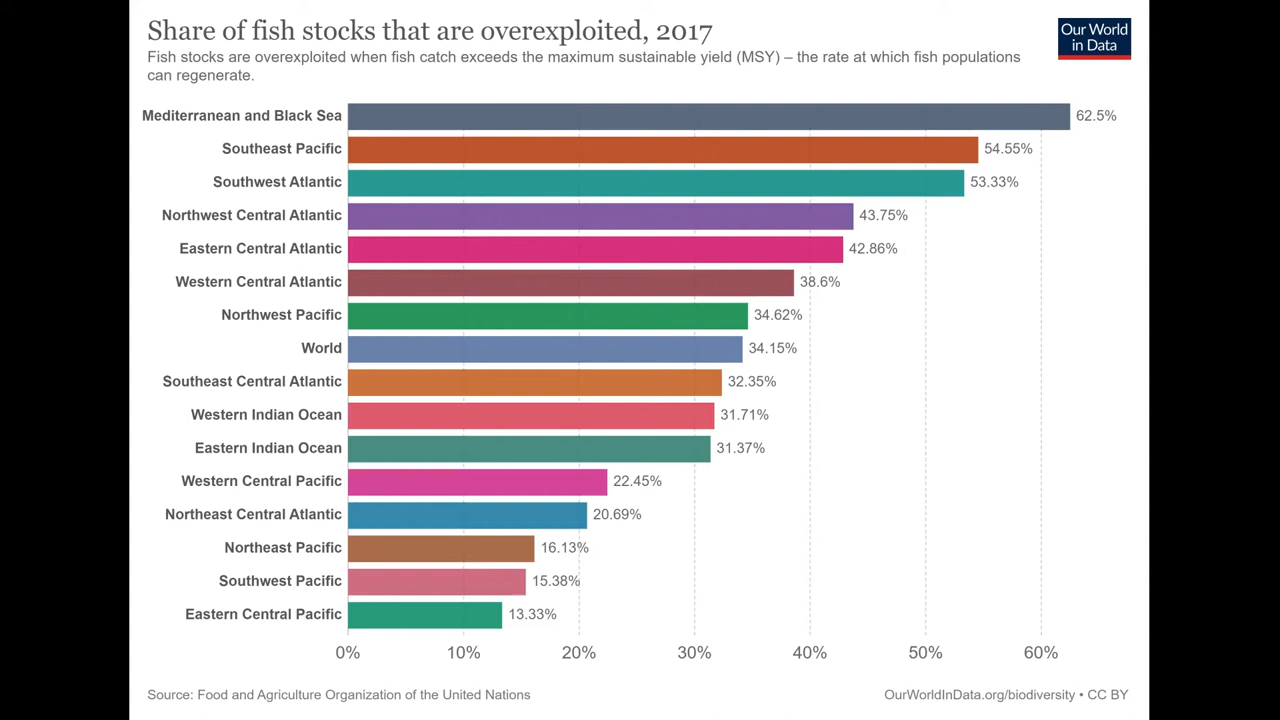 Share of fish stocks that are overexploited, 2017
Our World
in Data
Fish stocks are overexploited when fish catch exceeds the maximum sustainable yield (MSY) – the rate at which fish populations
can regenerate.
Mediterranean and Black Sea 62.5%
Southeast Pacific 54.55%
Southwest Atlantic 53.33%
Northwest Central Atlantic 43.75%
Eastern Central Atlantic 42.86%
Western Central Atlantic 38.6%
Northwest Pacific 34.62%
World 34.15%
Southeast Central Atlantic 32.35%
Western Indian Ocean 31.71%
Eastern Indian Ocean 31.37%
Western Central Pacific 22.45%
Northeast Central Atlantic 20.69%
Northeast Pacific 16.13%
Southwest Pacific 15.38%
Eastern Central Pacific 13.33%
0% 10% 20% 30% 40% 50% 60%
Source: Food and Agriculture Organization of the United Nations
OurWorldInData.org/biodiversity • CC BY